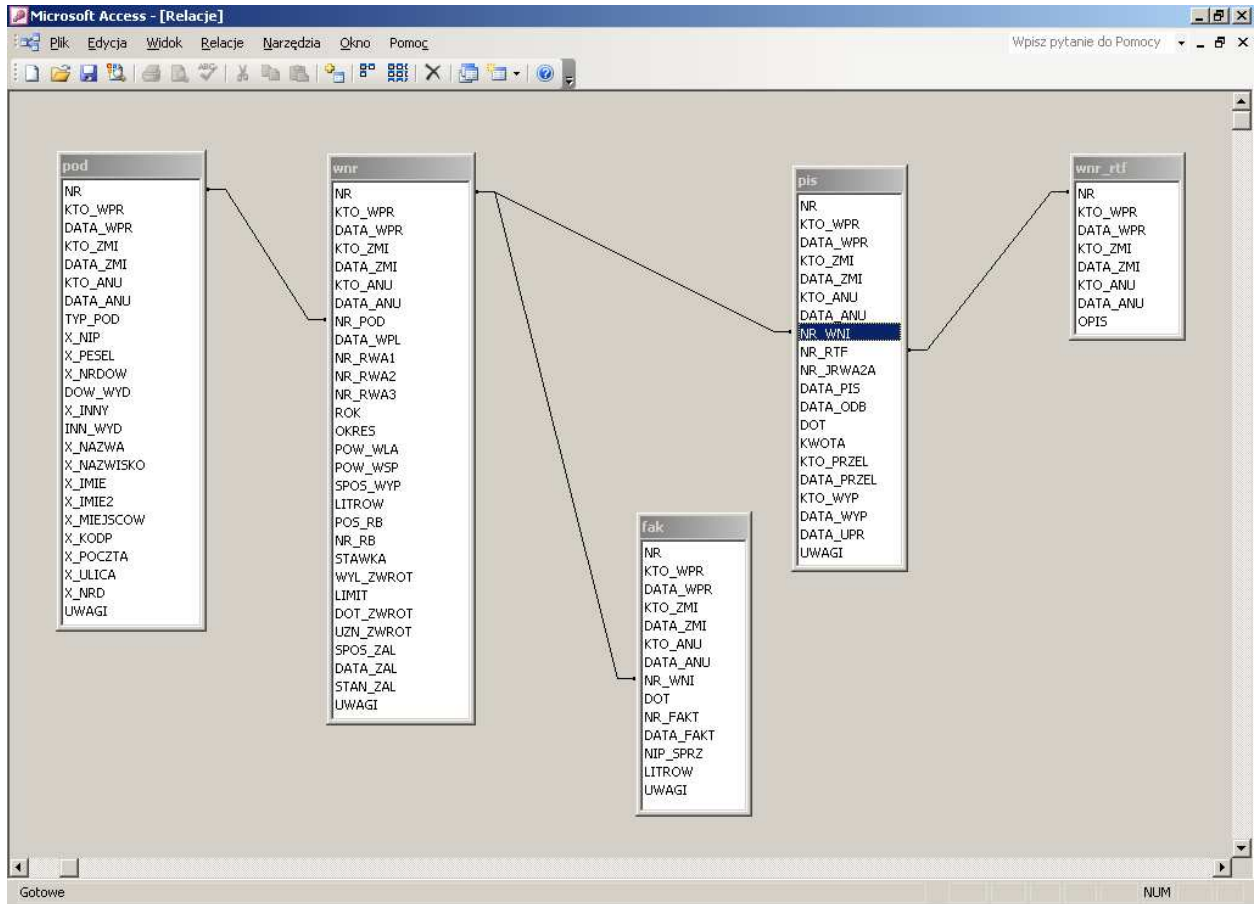 Microsoft Access - [Relacje]
Plik Edycja Widok Relacje Narzędzia Okno Pomoc Wpisz pytanie do Pomocy
pod
NR
KTO_WPR
DATA_WPR
KTO_ZMI
DATA_ZMI
KTO_ANU
DATA_ANU
TYP_POD
X_NIP
X_PESEL
X_NRDOW
DOW_WYD
X_INNY
INN_WYD
X_NAZWA
X_NAZWISKO
X_IMIE
X_IMIE2
X_MIEJSCOW
X_KODP
X_POCZTA
X_ULICA
X_NRD
UWAGI
wnr
NR
KTO_WPR
DATA_WPR
KTO_ZMI
DATA_ZMI
KTO_ANU
DATA_ANU
NR_POD
DATA_WPL
NR_RWA1
NR_RWA2
NR_RWA3
ROK
OKRES
POW_WLA
POW_WSP
SPOS_WYP
LITROW
POS_RB
NR_RB
STAWKA
WYL_ZWROT
LIMIT
DOT_ZWROT
UZN_ZWROT
SPOS_ZAL
DATA_ZAL
STAN_ZAL
UWAGI
fak
NR
KTO_WPR
DATA_WPR
KTO_ZMI
DATA_ZMI
KTO_ANU
DATA_ANU
NR_WNI
DOT
NR_FAKT
DATA_FAKT
NIP_SPRZ
LITROW
UWAGI
pis
NR
KTO_WPR
DATA_WPR
KTO_ZMI
DATA_ZMI
KTO_ANU
DATA_ANU
NR_WNI
NR_RTF
NR_JRWA2A
DATA_PIS
DATA_ODB
DOT
KWOTA
KTO_PRZEL
DATA_PRZEL
KTO_WYP
DATA_WYP
DATA_UPR
UWAGI
wnr_rtf
NR
KTO_WPR
DATA_WPR
KTO_ZMI
DATA_ZMI
KTO_ANU
DATA_ANU
OPIS
Gotowe NUM